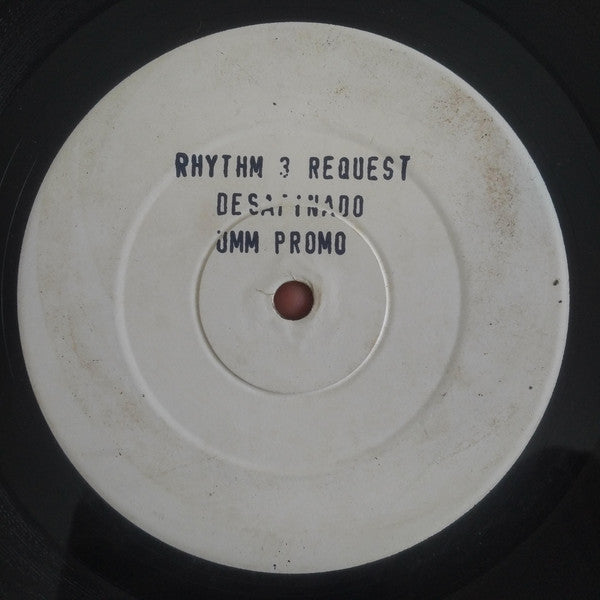 RHYTHM 3 REQUEST
DESAFINADO
UMM PROMO